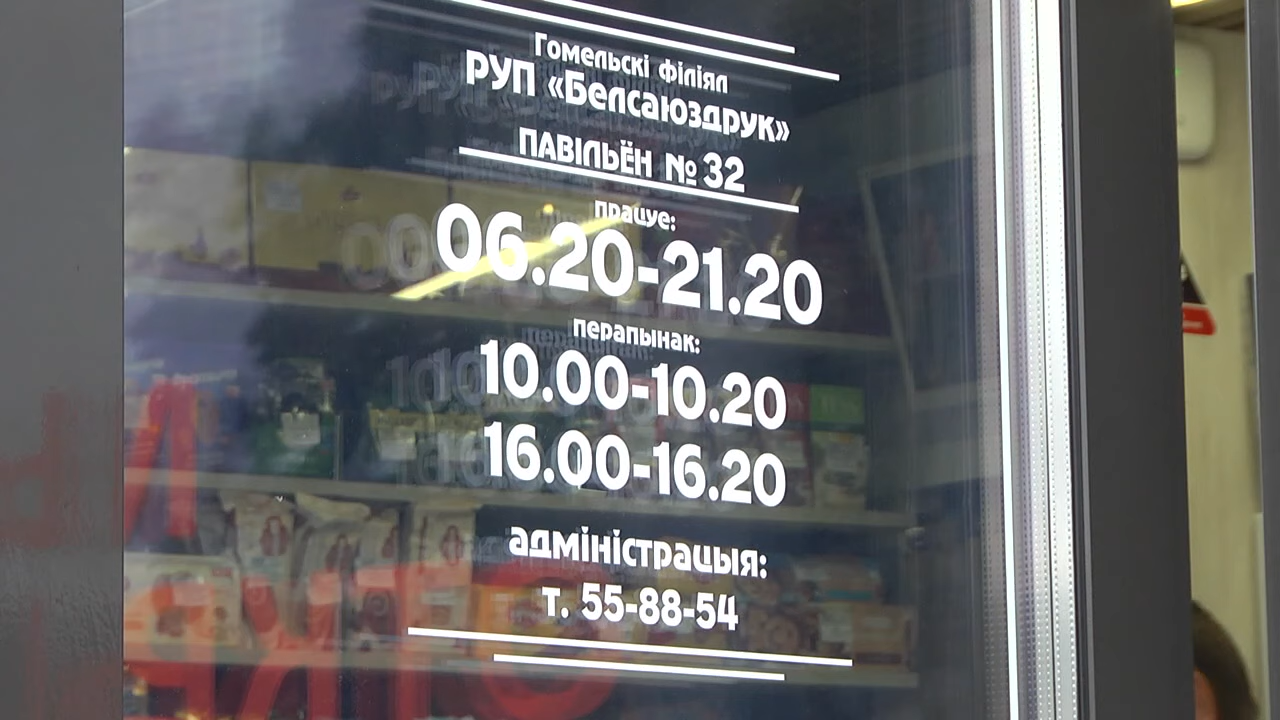 Гомельскі філіял
РУП «Белсаюздрук»
ПАВІЛЬЁН № 32
працуе:
06.20-21.20
перапынак:
10.00-10.20
16.00-16.20
адміністрацыя:
т. 55-88-54